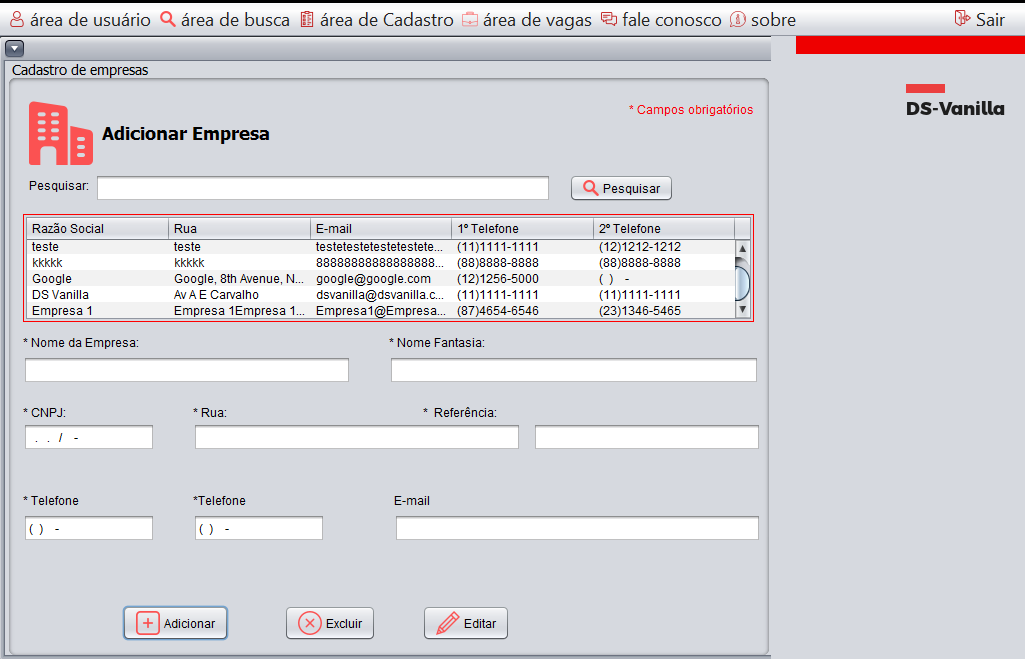 área de usuário área de busca área de Cadastro área de vagas fale conosco sobre Sair
Cadastro de empresas
DS-Vanilla
* Campos obrigatórios
Adicionar Empresa
Pesquisar: Pesquisar
Razão Social Rua E-mail 1º Telefone 2º Telefone
teste teste testetestetestetestete... (11)1111-1111 (12)1212-1212
kkkkk kkkkk 88888888888888888... (88)8888-8888 (88)8888-8888
Google Google, 8th Avenue, N... google@google.com (12)1256-5000 ( ) -
DS Vanilla Av A E Carvalho dsvanilla@dsvanilla.c... (11)1111-1111 (11)1111-1111
Empresa 1 Empresa 1Empresa 1... Empresa1@Empresa... (87)4654-6546 (23)1346-5465
* Nome da Empresa: * Nome Fantasia:
* CNPJ: * Rua: * Referência:
. . / -
* Telefone *Telefone E-mail
( ) - ( ) -
Adicionar Excluir Editar